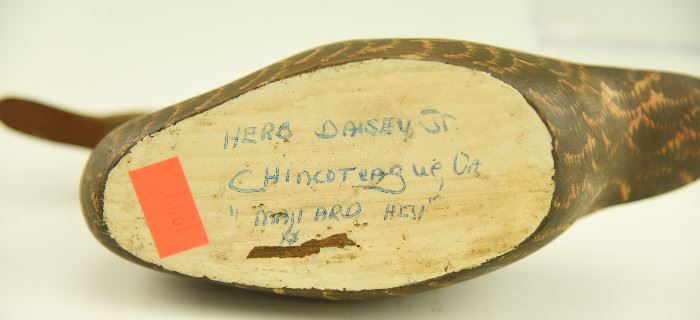 HERB DAISEY, Jr
CHINCOTEAGUE, VA
"MALLARD HEN"